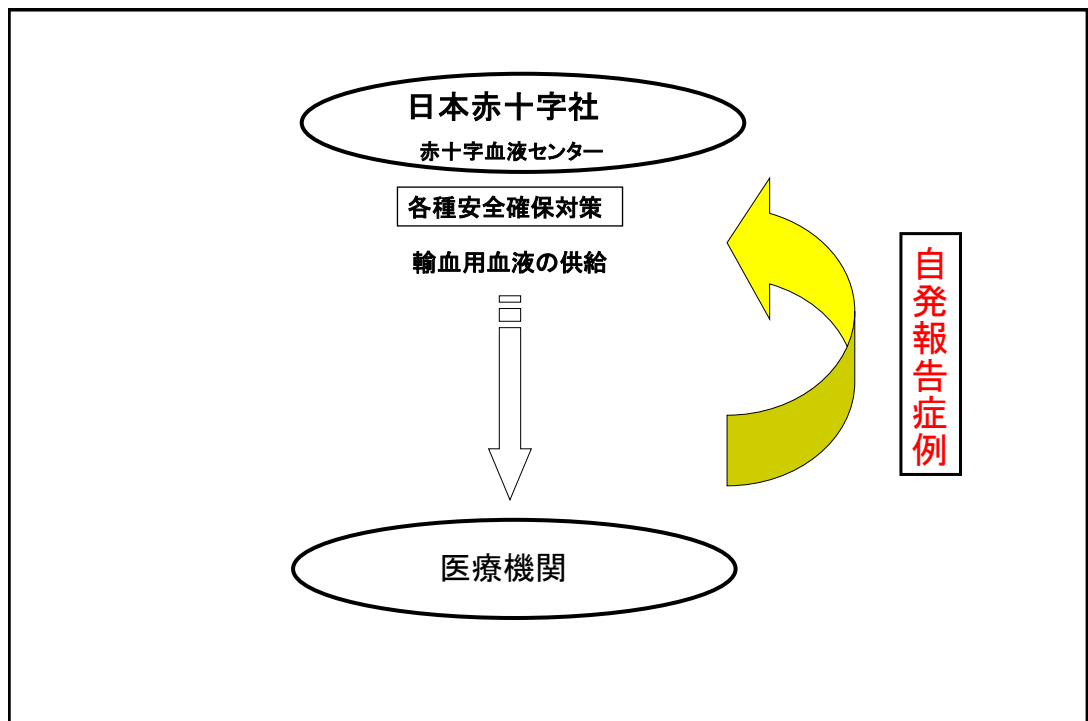 日本赤十字社
赤十字血液センター
各種安全確保対策
輸血用血液の供給
自発報告症例
医療機関